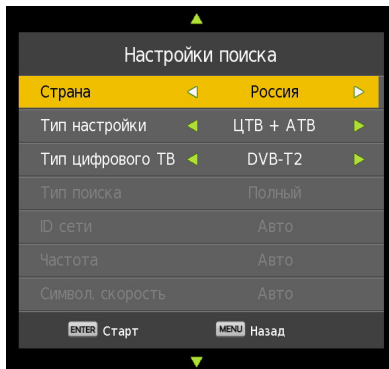 Настройки поиска
Страна Россия
Тип настройки ЦТВ + АТВ
Тип цифрового ТВ DVB-T2
Тип поиска Полный
ID сети Авто
Частота Авто
Символ. скорость Авто
ENTER Старт MENU Назад